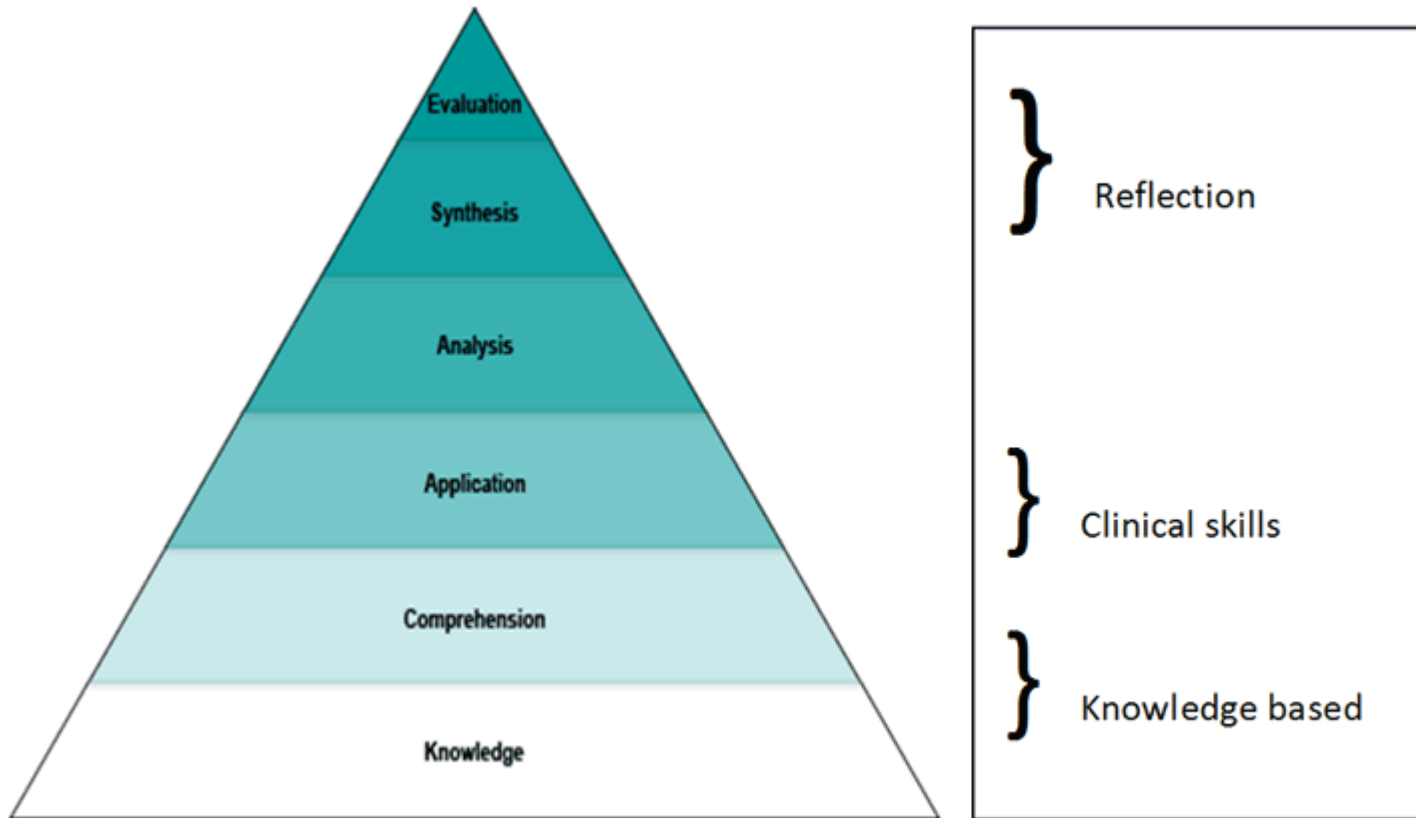 Evaluation
Synthesis
Analysis
Application
Comprehension
Knowledge
} Reflection
} Clinical skills
} Knowledge based